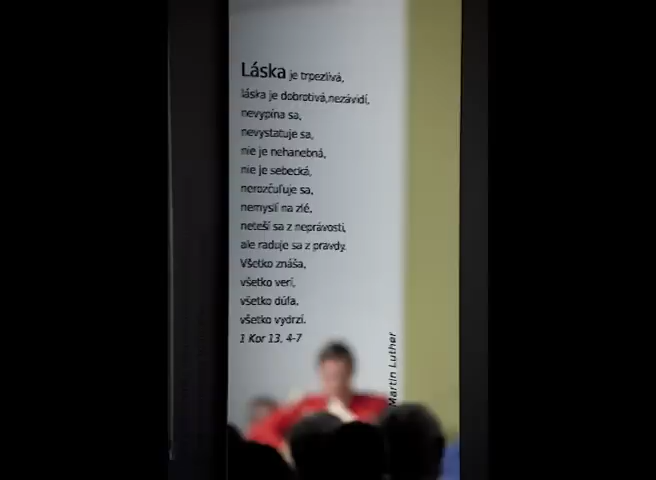 Láska je trpezlivá,
láska je dobrotivá,nezávidí,
nevypína sa,
nevystatuje sa,
nie je nehanebná,
nie je sebecká,
nerozčuľuje sa,
nemyslí na zlé,
neteší sa z neprávosti,
ale raduje sa z pravdy.
Všetko znáša,
všetko verí,
všetko dúfa,
všetko vydrží.
1 Kor 13, 4-7
Martin Luther